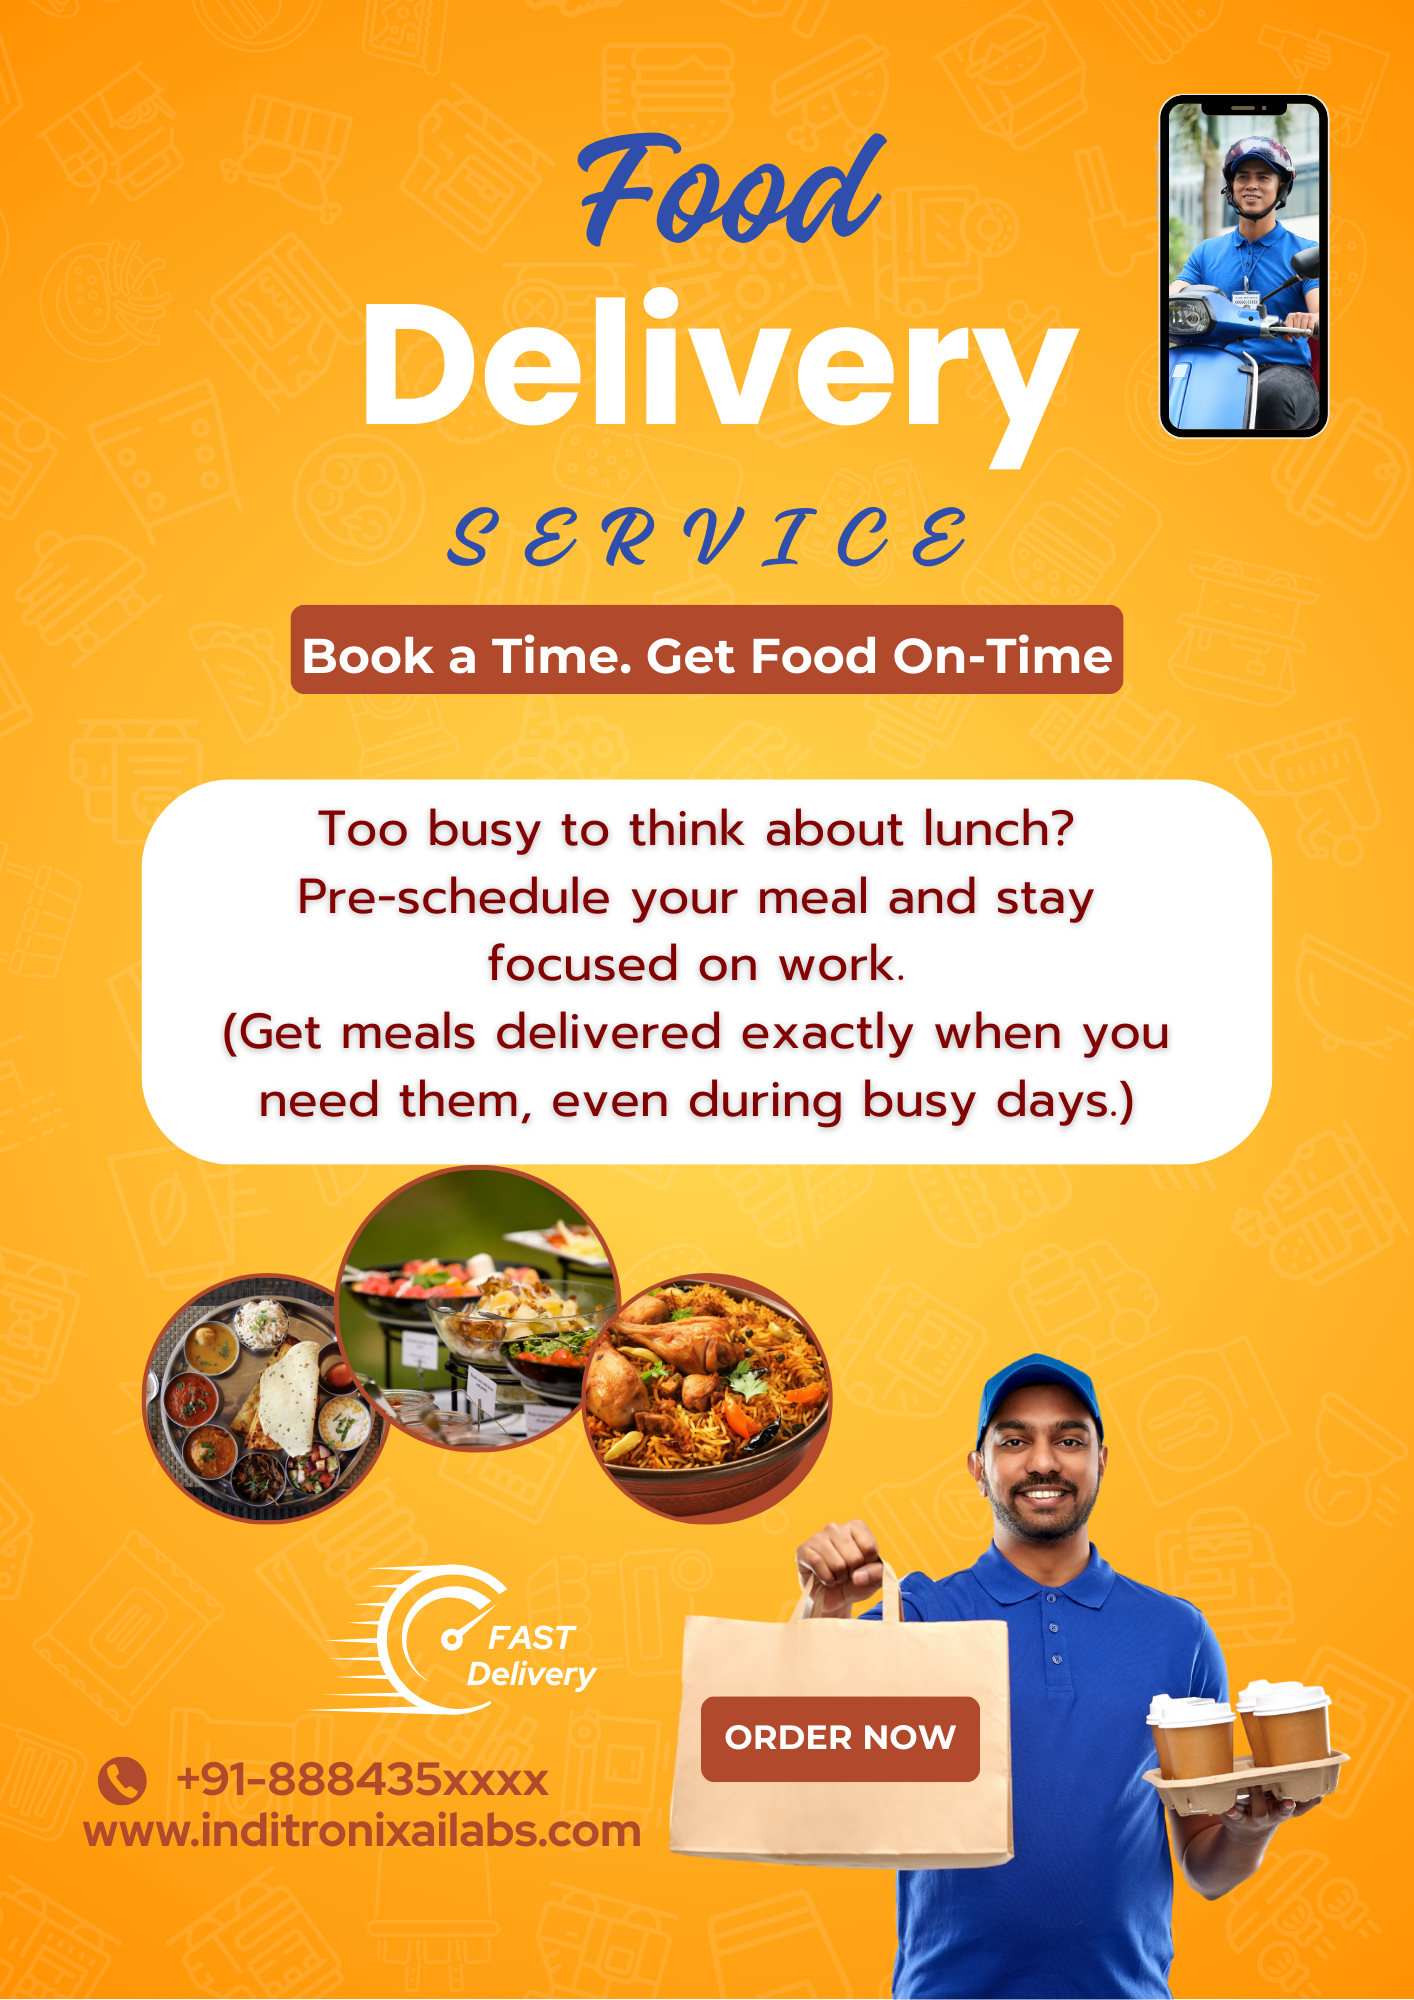 Food
Delivery
SERVICE
Book a Time. Get Food On-Time
Too busy to think about lunch?
Pre-schedule your meal and stay
focused on work.
(Get meals delivered exactly when you
need them, even during busy days.)
FAST
Delivery
ORDER NOW
+91-888435xxxx
www.inditronixailabs.com